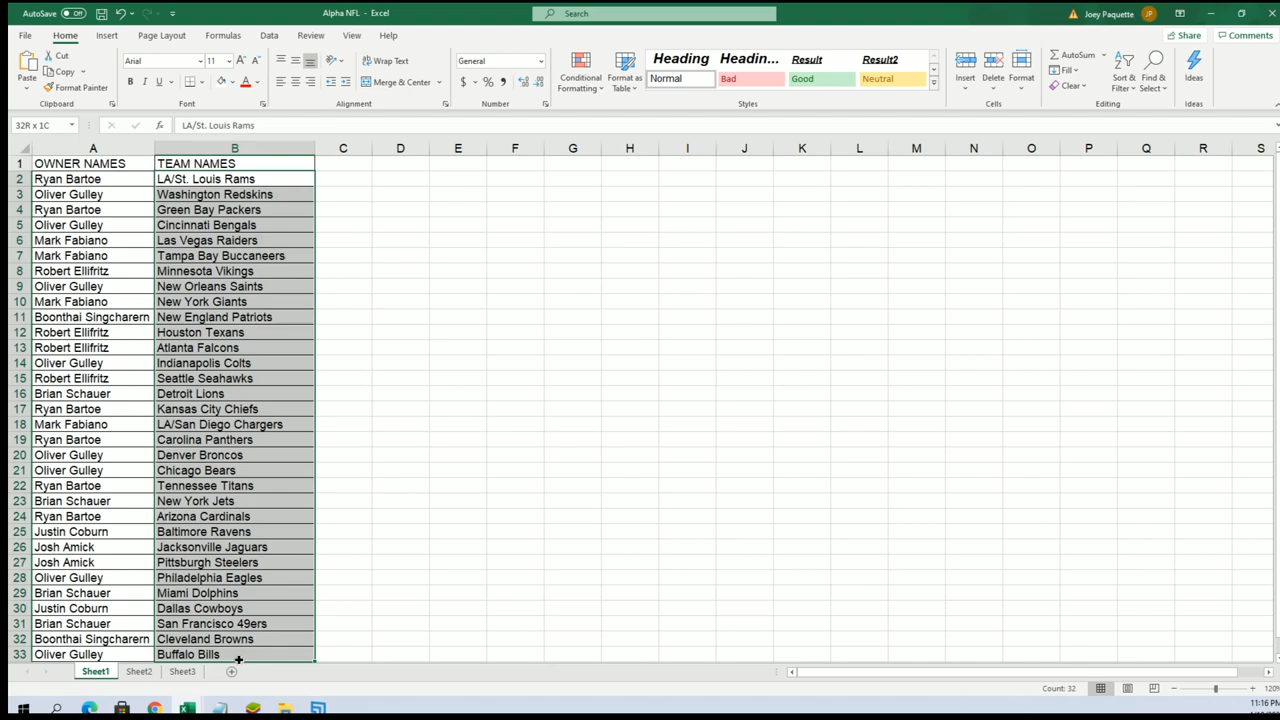 AutoSave Off Alpha NFL - Excel Search Joey Paquette JP
File Home Insert Page Layout Formulas Data Review View Help Share Comments
Paste Cut Copy Format Painter Clipboard
Arial 11 A A B I U A Font
Wrap Text Merge & Center Alignment
General $ % , Number
Conditional Formatting Format as Table
Heading Headin... Result Result2
Normal Bad Good Neutral
Styles
Insert Delete Format Cells
AutoSum Fill Clear Sort & Filter Find & Select Editing
Ideas Ideas
32R x 1C fx LA/St. Louis Rams
A B C D E F G H I J K L M N O P Q R S
1 OWNER NAMES TEAM NAMES
2 Ryan Bartoe LA/St. Louis Rams
3 Oliver Gulley Washington Redskins
4 Ryan Bartoe Green Bay Packers
5 Oliver Gulley Cincinnati Bengals
6 Mark Fabiano Las Vegas Raiders
7 Mark Fabiano Tampa Bay Buccaneers
8 Robert Ellifritz Minnesota Vikings
9 Oliver Gulley New Orleans Saints
10 Mark Fabiano New York Giants
11 Boonthai Singcharern New England Patriots
12 Robert Ellifritz Houston Texans
13 Robert Ellifritz Atlanta Falcons
14 Oliver Gulley Indianapolis Colts
15 Robert Ellifritz Seattle Seahawks
16 Brian Schauer Detroit Lions
17 Ryan Bartoe Kansas City Chiefs
18 Mark Fabiano LA/San Diego Chargers
19 Ryan Bartoe Carolina Panthers
20 Oliver Gulley Denver Broncos
21 Oliver Gulley Chicago Bears
22 Ryan Bartoe Tennessee Titans
23 Brian Schauer New York Jets
24 Ryan Bartoe Arizona Cardinals
25 Justin Coburn Baltimore Ravens
26 Josh Amick Jacksonville Jaguars
27 Josh Amick Pittsburgh Steelers
28 Oliver Gulley Philadelphia Eagles
29 Brian Schauer Miami Dolphins
30 Justin Coburn Dallas Cowboys
31 Brian Schauer San Francisco 49ers
32 Boonthai Singcharern Cleveland Browns
33 Oliver Gulley Buffalo Bills
Sheet1 Sheet2 Sheet3
Count: 32 120%
11:16 PM